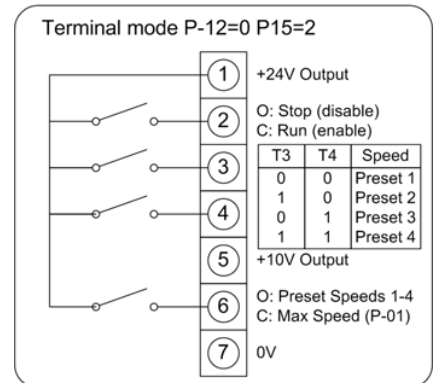 Terminal mode P-12=0 P15=2
1 +24V Output
2 O: Stop (disable)
C: Run (enable)
3 T3 T4 Speed
0 0 Preset 1
1 0 Preset 2
4 0 1 Preset 3
1 1 Preset 4
5 +10V Output
6 O: Preset Speeds 1-4
C: Max Speed (P-01)
7 0V